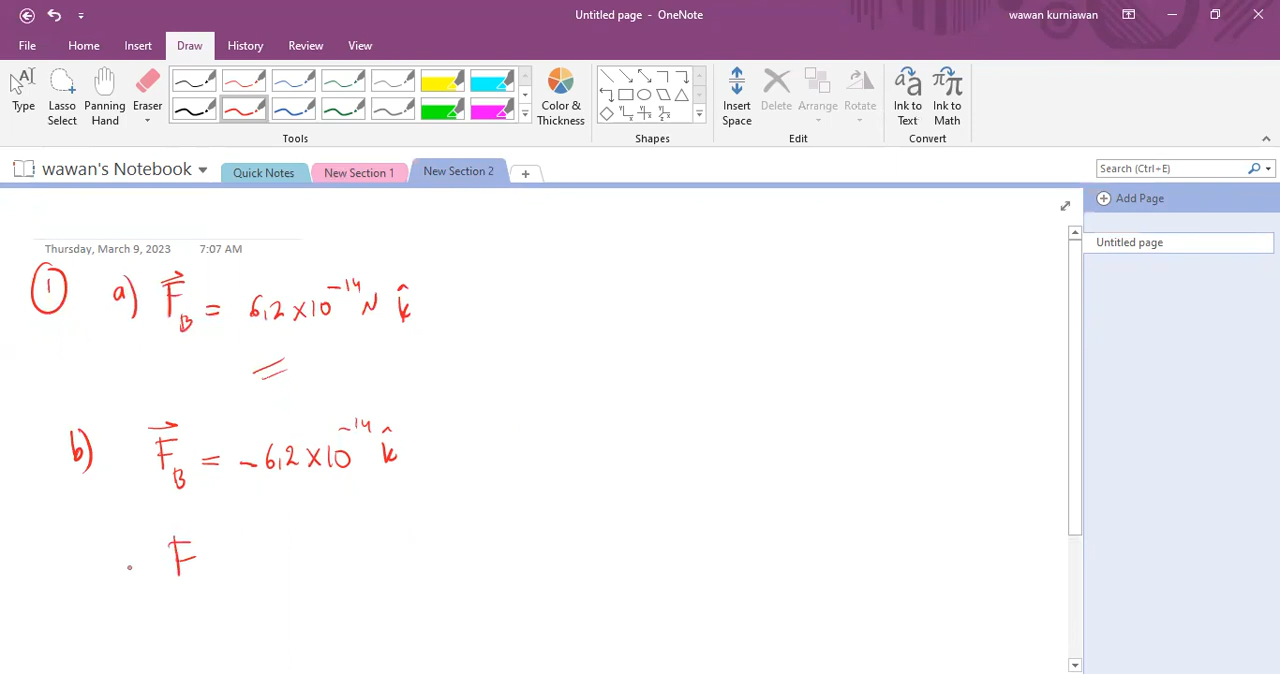 Untitled page - OneNote
wawan kurniawan
File Home Insert Draw History Review View
Type
Lasso Select
Panning Hand
Eraser
Color & Thickness
Insert Space
Delete
Arrange
Rotate
Ink to Text
Ink to Math
Tools
Shapes
Edit
Convert
wawan's Notebook
Quick Notes
New Section 1
New Section 2
Search (Ctrl+E)
Add Page
Untitled page
Thursday, March 9, 2023 7:07 AM
① a) F⃗_B = 6,2 × 10^-14 N k̂
b) F⃗_B = -6,2 × 10^-14 k̂
F